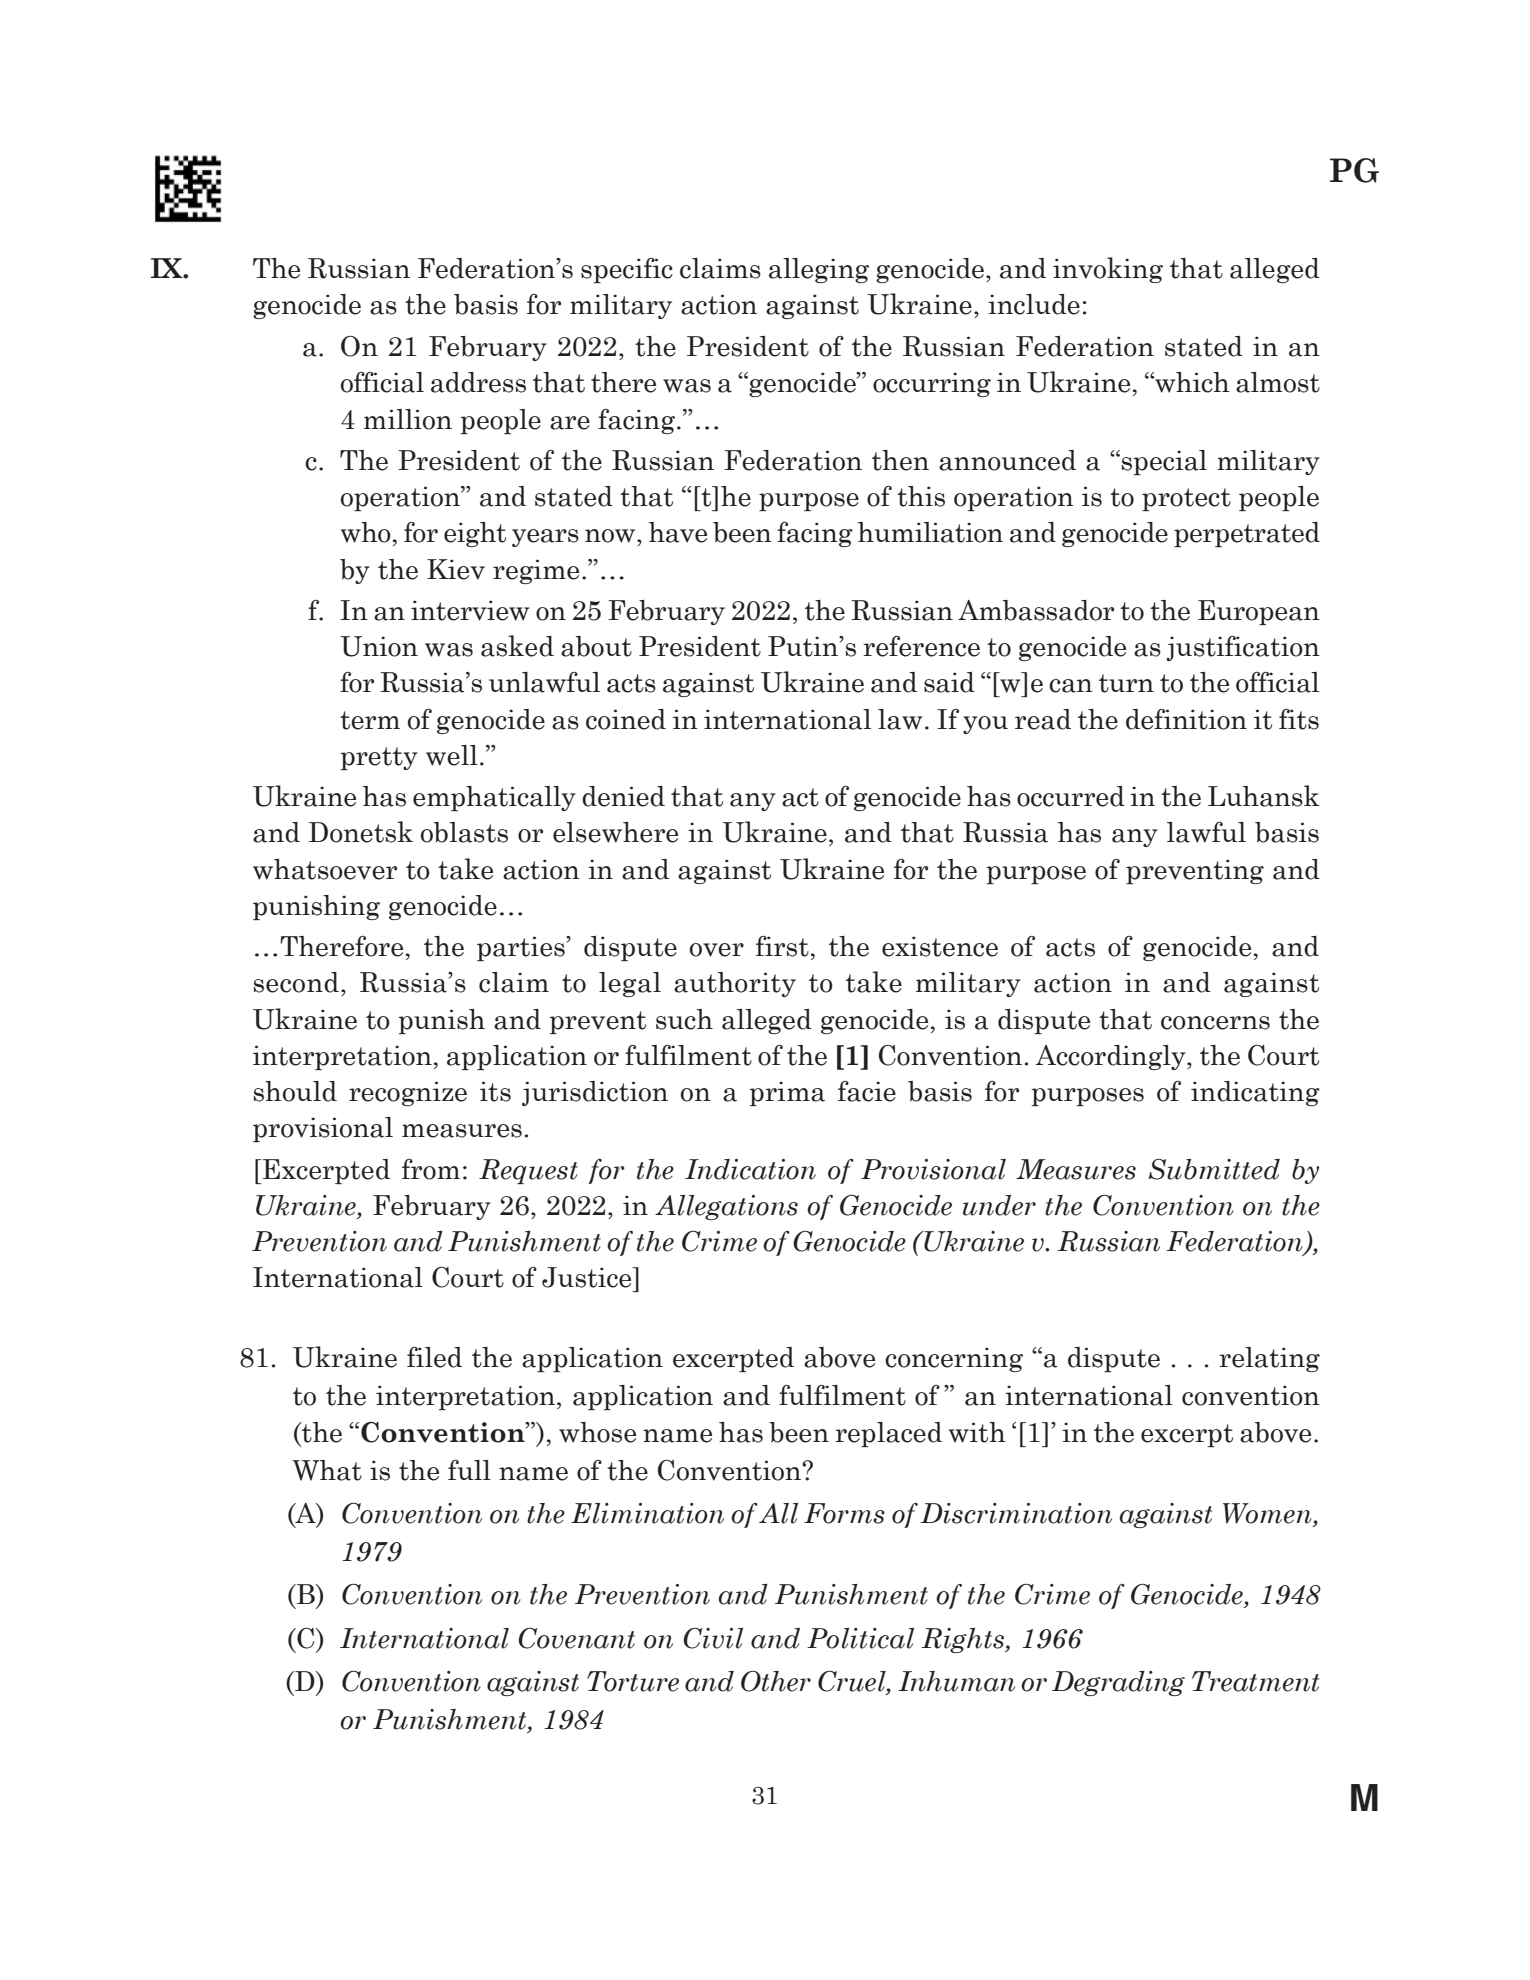 PG
IX. The Russian Federation’s specific claims alleging genocide, and invoking that alleged
genocide as the basis for military action against Ukraine, include:
a. On 21 February 2022, the President of the Russian Federation stated in an
official address that there was a “genocide” occurring in Ukraine, “which almost
4 million people are facing.”…
c. The President of the Russian Federation then announced a “special military
operation” and stated that “[t]he purpose of this operation is to protect people
who, for eight years now, have been facing humiliation and genocide perpetrated
by the Kiev regime.”…
f. In an interview on 25 February 2022, the Russian Ambassador to the European
Union was asked about President Putin’s reference to genocide as justification
for Russia’s unlawful acts against Ukraine and said “[w]e can turn to the official
term of genocide as coined in international law. If you read the definition it fits
pretty well.”
Ukraine has emphatically denied that any act of genocide has occurred in the Luhansk
and Donetsk oblasts or elsewhere in Ukraine, and that Russia has any lawful basis
whatsoever to take action in and against Ukraine for the purpose of preventing and
punishing genocide…
…Therefore, the parties’ dispute over first, the existence of acts of genocide, and
second, Russia’s claim to legal authority to take military action in and against
Ukraine to punish and prevent such alleged genocide, is a dispute that concerns the
interpretation, application or fulfilment of the [1] Convention. Accordingly, the Court
should recognize its jurisdiction on a prima facie basis for purposes of indicating
provisional measures.
[Excerpted from: Request for the Indication of Provisional Measures Submitted by
Ukraine, February 26, 2022, in Allegations of Genocide under the Convention on the
Prevention and Punishment of the Crime of Genocide (Ukraine v. Russian Federation),
International Court of Justice]
81. Ukraine filed the application excerpted above concerning “a dispute . . . relating
to the interpretation, application and fulfilment of ” an international convention
(the “Convention”), whose name has been replaced with ‘[1]’ in the excerpt above.
What is the full name of the Convention?
(A) Convention on the Elimination of All Forms of Discrimination against Women,
1979
(B) Convention on the Prevention and Punishment of the Crime of Genocide, 1948
(C) International Covenant on Civil and Political Rights, 1966
(D) Convention against Torture and Other Cruel, Inhuman or Degrading Treatment
or Punishment, 1984
31
M